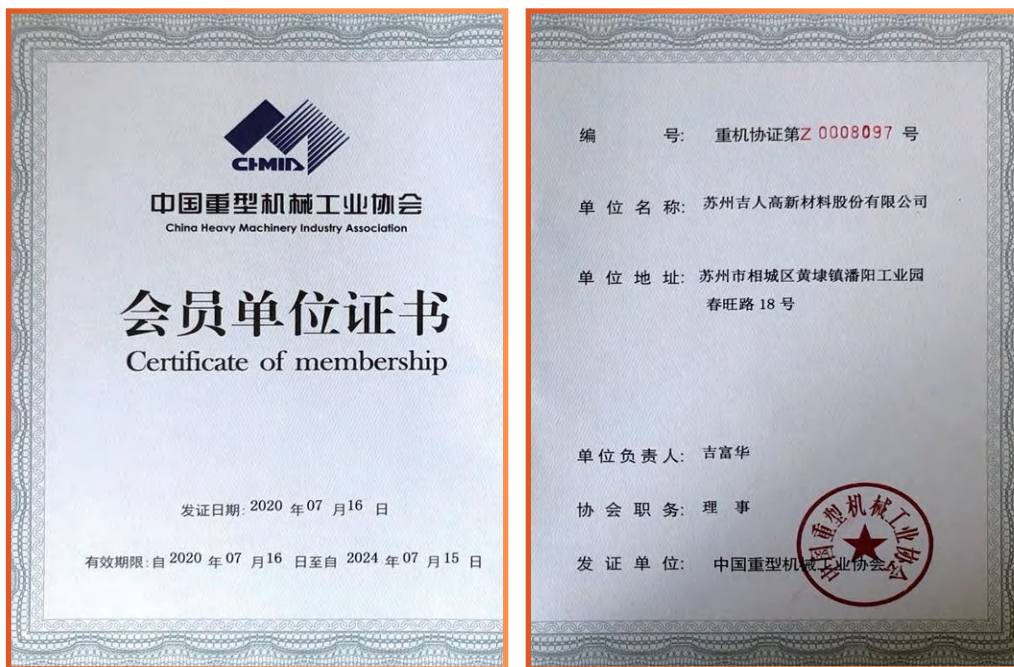 CHMIA
中国重型机械工业协会
China Heavy Machinery Industry Association
会员单位证书
Certificate of membership
发证日期: 2020 年 07 月 16 日
有效期限: 自 2020 年 07 月 16 日至自 2024 年 07 月 15 日
编 号: 重机协证第Z 0008097 号
单 位 名 称: 苏州吉人高新材料股份有限公司
单 位 地 址: 苏州市相城区黄埭镇潘阳工业园
春旺路 18 号
单位负责人: 吉富华
协 会 职 务: 理 事
发 证 单 位: 中国重型机械工业协会
中国重型机械工业协会